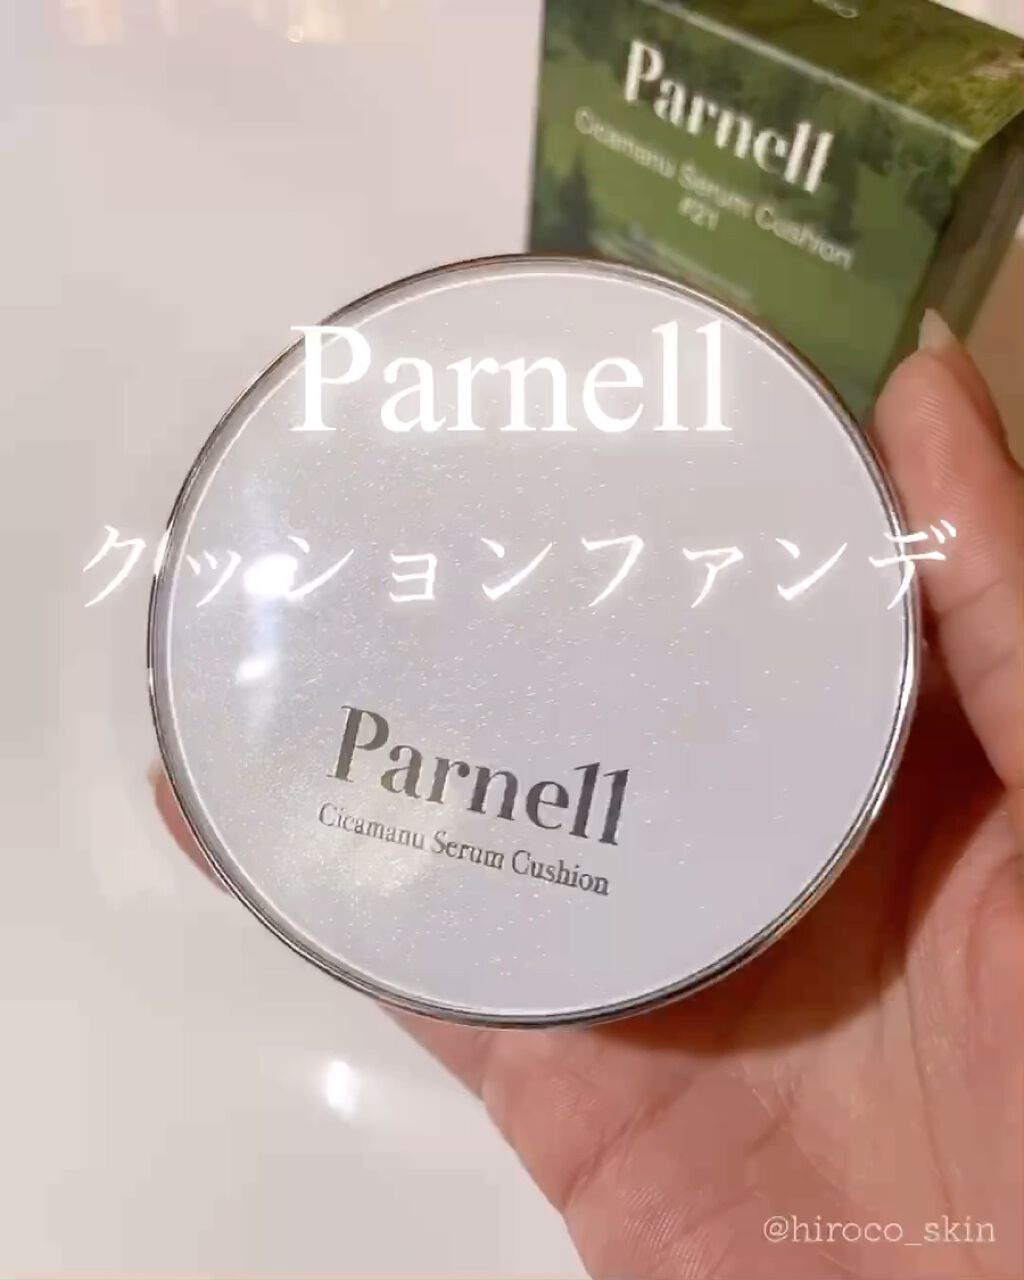 Parnell
Cicamanu Serum Cushion
#21
Parnell
クッションファンデ
Parnell
Cicamanu Serum Cushion
@hiroco_skin